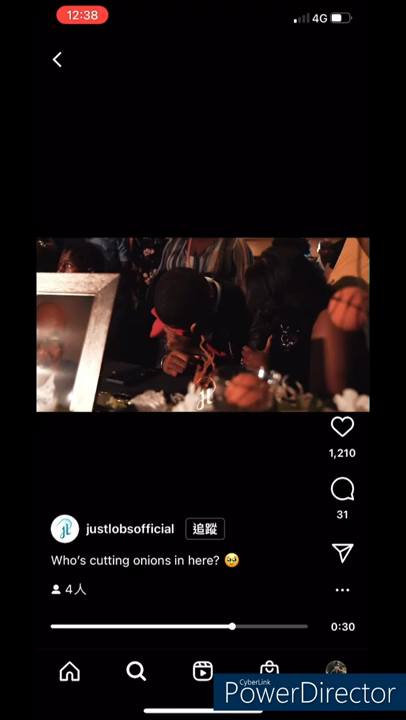 12:38
4G
1,210
31
justlobsofficial
追蹤
Who's cutting onions in here? 🥹
4人
0:30
CyberLink
PowerDirector